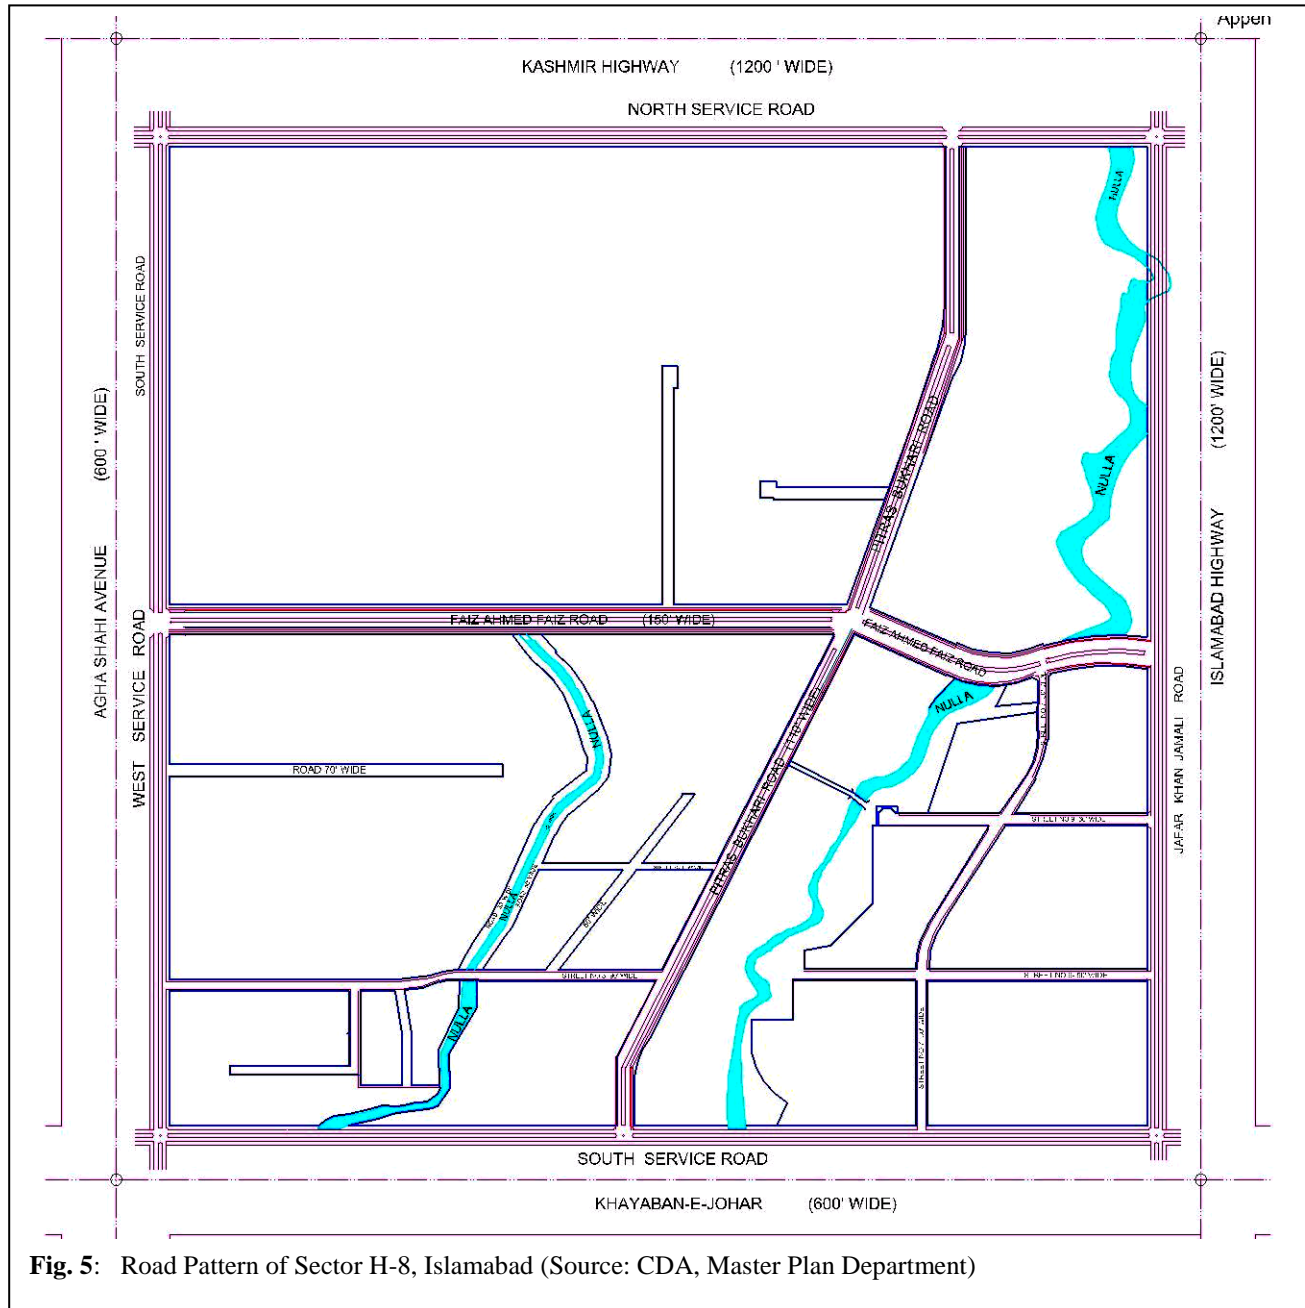 Appen
KASHMIR HIGHWAY (1200 ' WIDE)
NORTH SERVICE ROAD
NULLA
SOUTH SERVICE ROAD
(600 ' WIDE)
(1200' WIDE)
PITRAS BUKHARI ROAD
NULLA
ISLAMABAD HIGHWAY
AGHA SHAHI AVENUE
WEST SERVICE ROAD
FAIZ AHMED FAIZ ROAD (150' WIDE)
FAIZ AHMED FAIZ ROAD
NULLA
NULLA
JAFAR KHAN JAMALI ROAD
ROAD 70' WIDE
PITRAS BUKHARI ROAD (110' WIDE)
NULLA
60' WIDE
NULLA
SOUTH SERVICE ROAD
KHAYABAN-E-JOHAR (600' WIDE)
Fig. 5: Road Pattern of Sector H-8, Islamabad (Source: CDA, Master Plan Department)